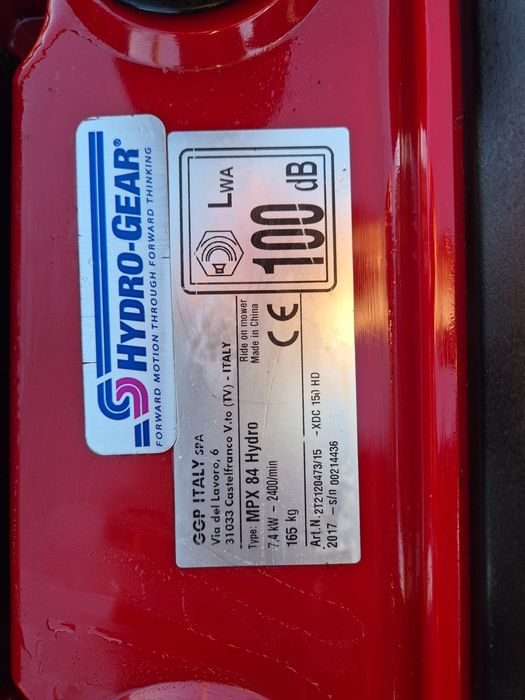 HYDRO-GEAR®
FORWARD MOTION THROUGH FORWARD THINKING
GGP ITALY SPA
Via del Lavoro, 6
31033 Castelfranco V.to (TV) - ITALY
Type: MPX 84 Hydro
Ride on mower
7.4 kW – 2400/min
Made in China
165 kg
CE
Art.N. 2T2120473/15 -XDC 150 HD
2017 – s/n 00214436
LWA
100 dB